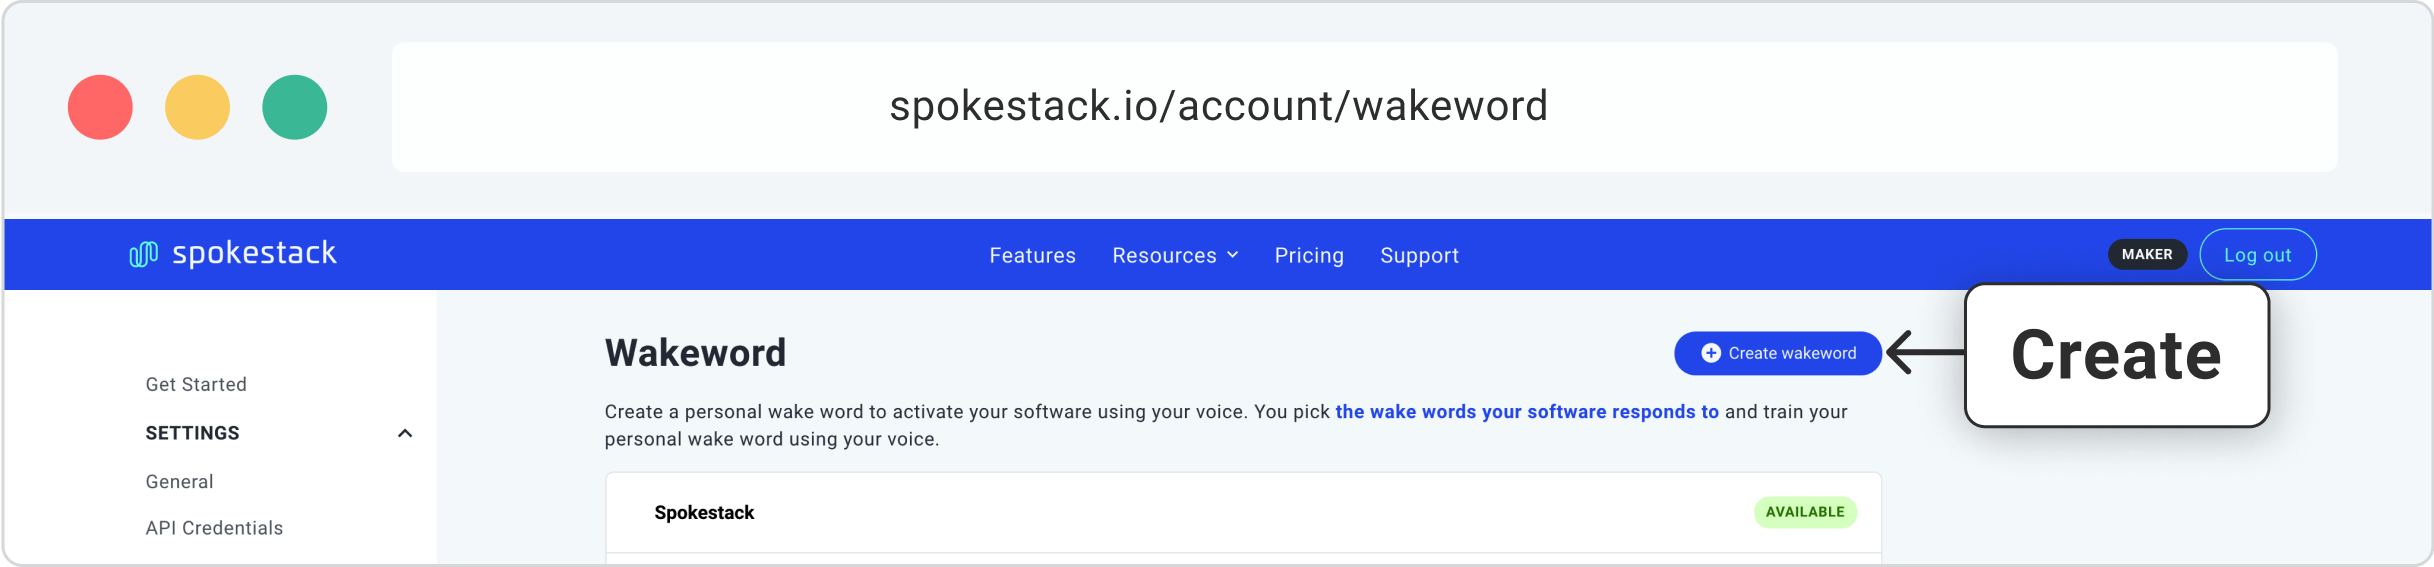 spokestack.io/account/wakeword
spokestack
Features
Resources
Pricing
Support
MAKER
Log out
Get Started
SETTINGS
General
API Credentials
Wakeword
Create wakeword
Create
Create a personal wake word to activate your software using your voice. You pick the wake words your software responds to and train your
personal wake word using your voice.
Spokestack
AVAILABLE